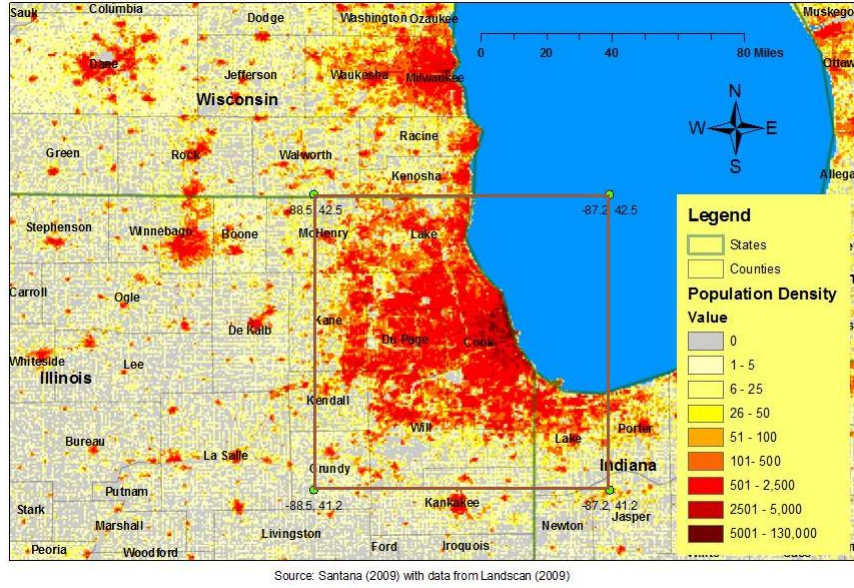 Sauk
Columbia
Dodge
Washington
Ozaukee
Muskego
Dane
Jefferson
Waukesha
Milwaukee
Ottaw
Wisconsin
0 20 40 80 Miles
N
W E
S
Green
Rock
Walworth
Racine
Kenosha
Allega
-88.5, 42.5
-87.2, 42.5
Stephenson
Winnebago
Boone
McHenry
Lake
Carroll
Ogle
De Kalb
Kane
Du Page
Cook
Whiteside
Lee
Illinois
Kendall
Will
Lake
Porter
Bureau
La Salle
Grundy
Indiana
Putnam
-88.5, 41.2
Kankakee
-87.2, 41.2
Stark
Marshall
Livingston
Newton
Jasper
Peoria
Woodford
Ford
Iroquois
Legend
States
Counties
Population Density
Value
0
1 - 5
6 - 25
26 - 50
51 - 100
101- 500
501 - 2,500
2501 - 5,000
5001 - 130,000
Source: Santana (2009) with data from Landscan (2009)